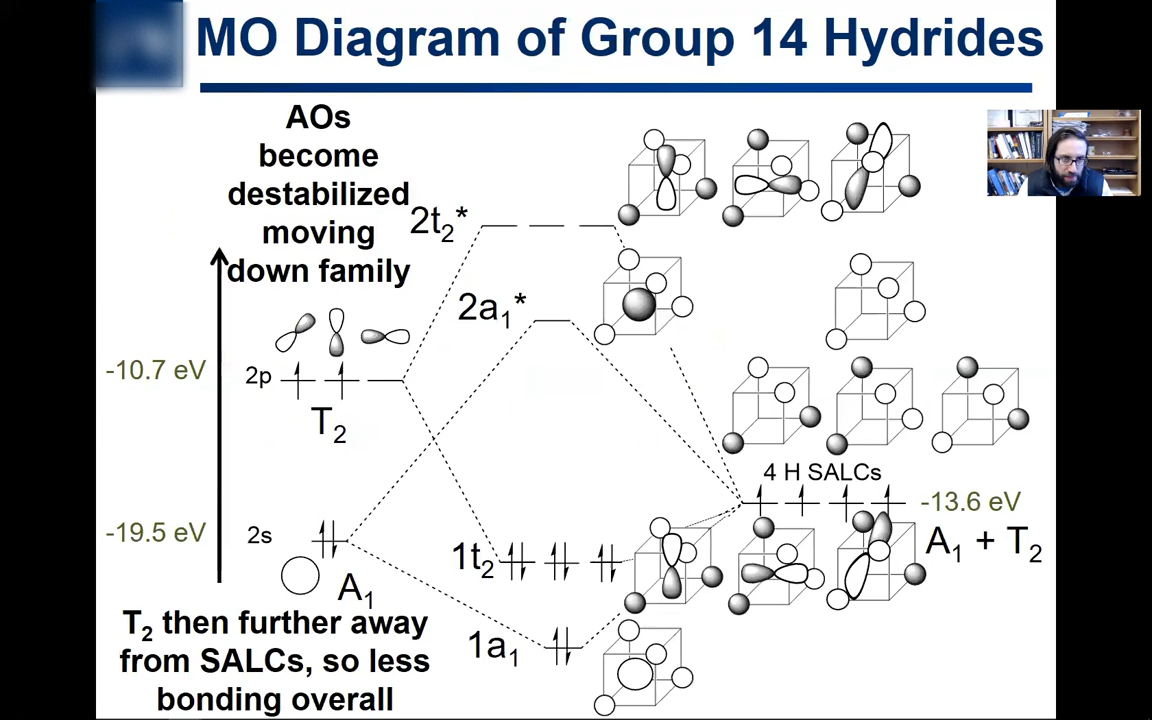 MO Diagram of Group 14 Hydrides
AOs
become
destabilized
moving
down family
2t₂*
2a₁*
-10.7 eV
2p
T₂
4 H SALCs
-13.6 eV
A₁ + T₂
-19.5 eV
2s
A₁
1t₂
1a₁
T₂ then further away
from SALCs, so less
bonding overall